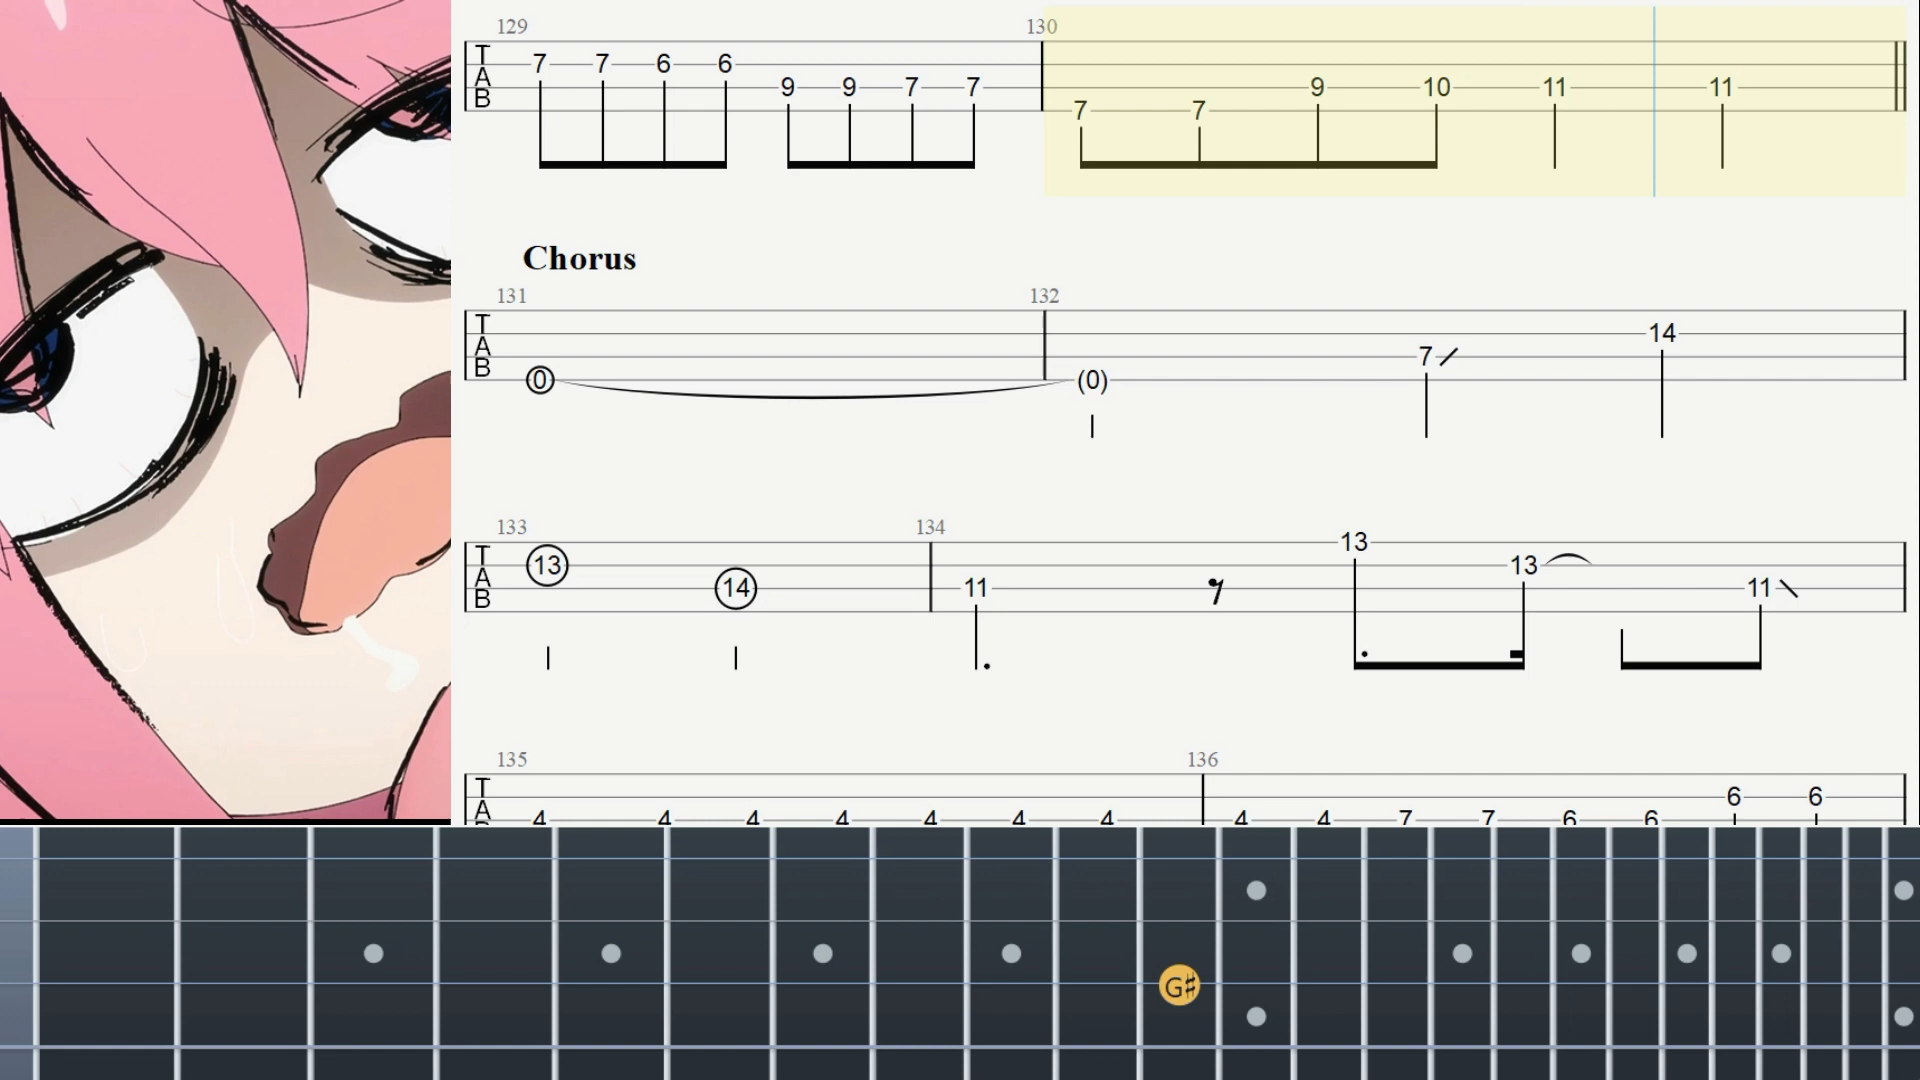 129 130
T A B 7 7 6 6 9 9 7 7 7 7 9 10 11 11
Chorus
131 132
T A B 0 (0) 7 14
133 134
T A B 13 14 11 13 13 11
135 136
T A B 4 4 4 4 4 4 4 4 4 7 7 6 6 6 6
G♯